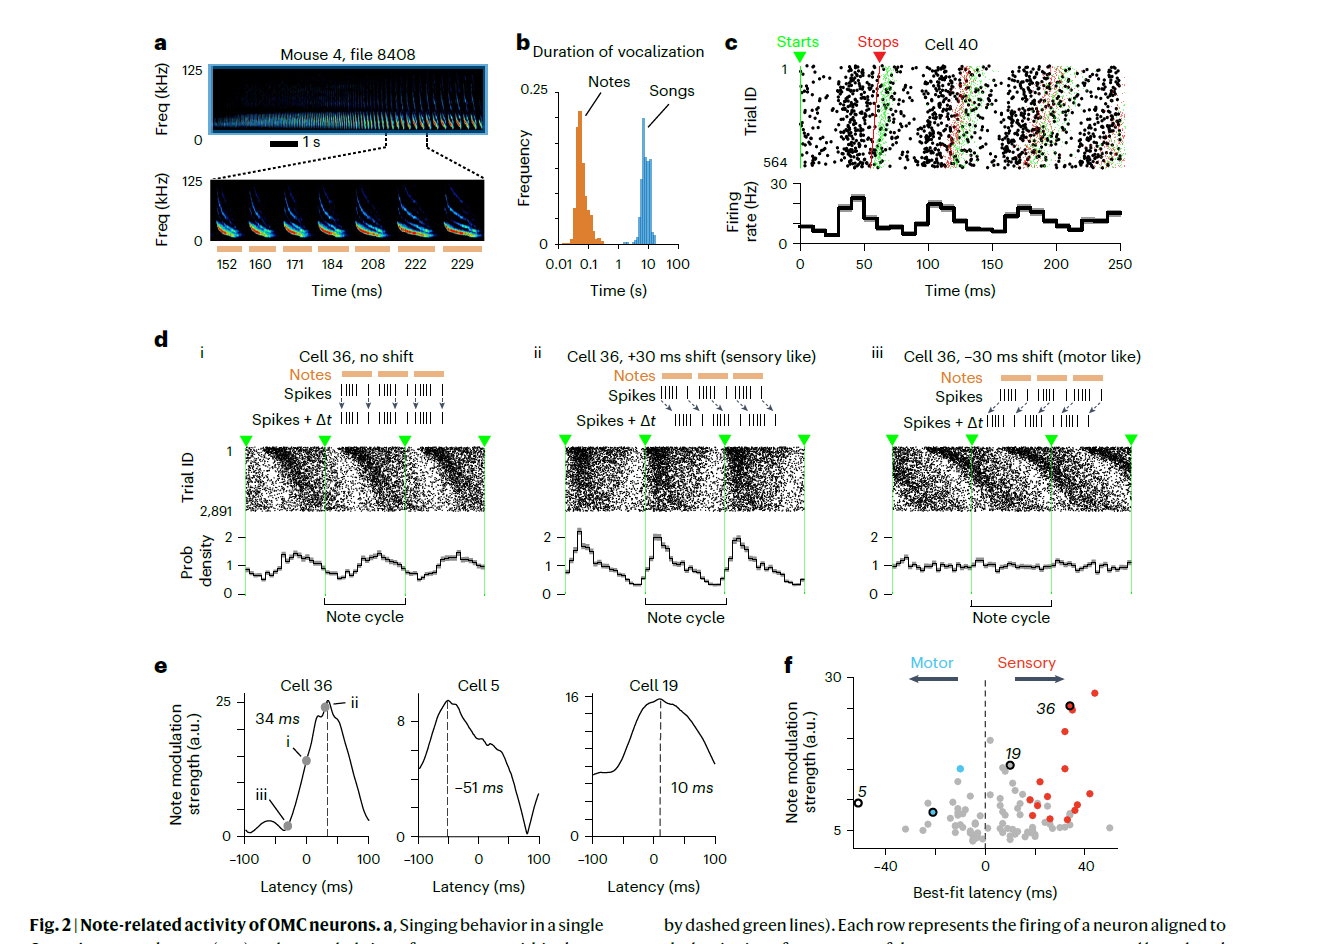 a
Mouse 4, file 8408
Freq (kHz)
125
0
1 s
Freq (kHz)
125
0
152 160 171 184 208 222 229
Time (ms)
b
Duration of vocalization
Notes
Songs
0.25
Frequency
0
0.01 0.1 1 10 100
Time (s)
c
Starts
Stops
Cell 40
1
Trial ID
564
30
Firing
rate (Hz)
0
0 50 100 150 200 250
Time (ms)
d
i
Cell 36, no shift
Notes
Spikes
Spikes + Δt
1
Trial ID
2,891
2
Prob
density
1
0
Note cycle
ii
Cell 36, +30 ms shift (sensory like)
Notes
Spikes
Spikes + Δt
2
1
0
Note cycle
iii
Cell 36, –30 ms shift (motor like)
Notes
Spikes
Spikes + Δt
2
1
0
Note cycle
e
Cell 36
25
Note modulation
strength (a.u.)
34 ms
ii
i
iii
0
–100 0 100
Latency (ms)
Cell 5
8
–51 ms
0
–100 0 100
Latency (ms)
Cell 19
16
10 ms
0
–100 0 100
Latency (ms)
f
Motor
Sensory
30
Note modulation
strength (a.u.)
36
19
5
5
–40 0 40
Best-fit latency (ms)
Fig. 2 | Note-related activity of OMC neurons. a, Singing behavior in a single
by dashed green lines). Each row represents the firing of a neuron aligned to